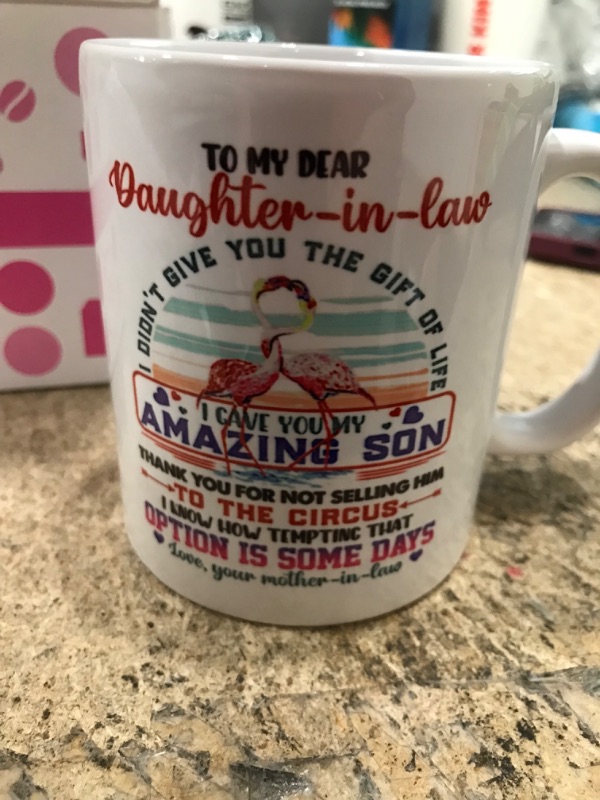 TO MY DEAR
Daughter-in-law
I DIDN'T GIVE YOU THE GIFT OF LIFE
I GAVE YOU MY
AMAZING SON
THANK YOU FOR NOT SELLING HIM
TO THE CIRCUS
I KNOW HOW TEMPTING THAT
OPTION IS SOME DAYS
Love, your mother-in-law